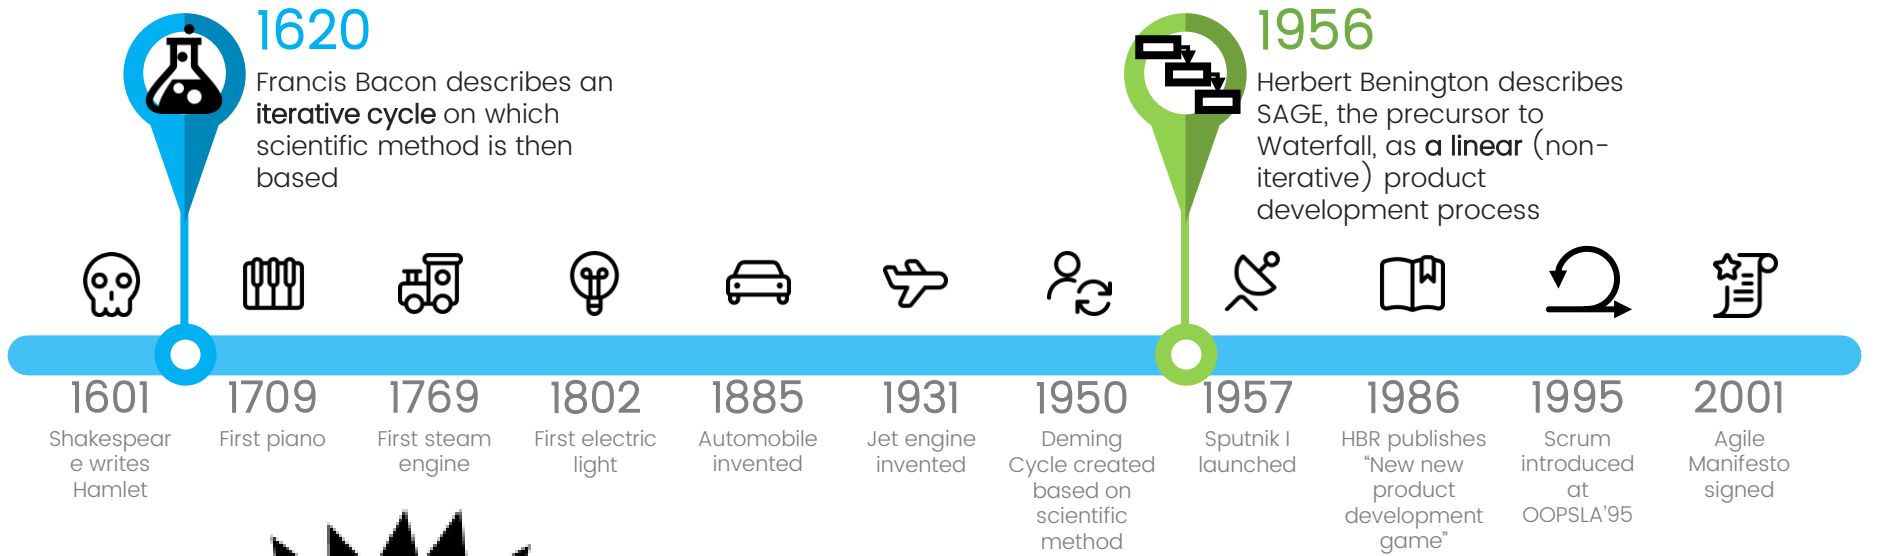 1620
Francis Bacon describes an
iterative cycle on which
scientific method is then
based
1956
Herbert Benington describes
SAGE, the precursor to
Waterfall, as a linear (non-
iterative) product
development process
1601
Shakespear
e writes
Hamlet
1709
First piano
1769
First steam
engine
1802
First electric
light
1885
Automobile
invented
1931
Jet engine
invented
1950
Deming
Cycle created
based on
scientific
method
1957
Sputnik I
launched
1986
HBR publishes
“New new
product
development
game”
1995
Scrum
introduced
at
OOPSLA’95
2001
Agile
Manifesto
signed